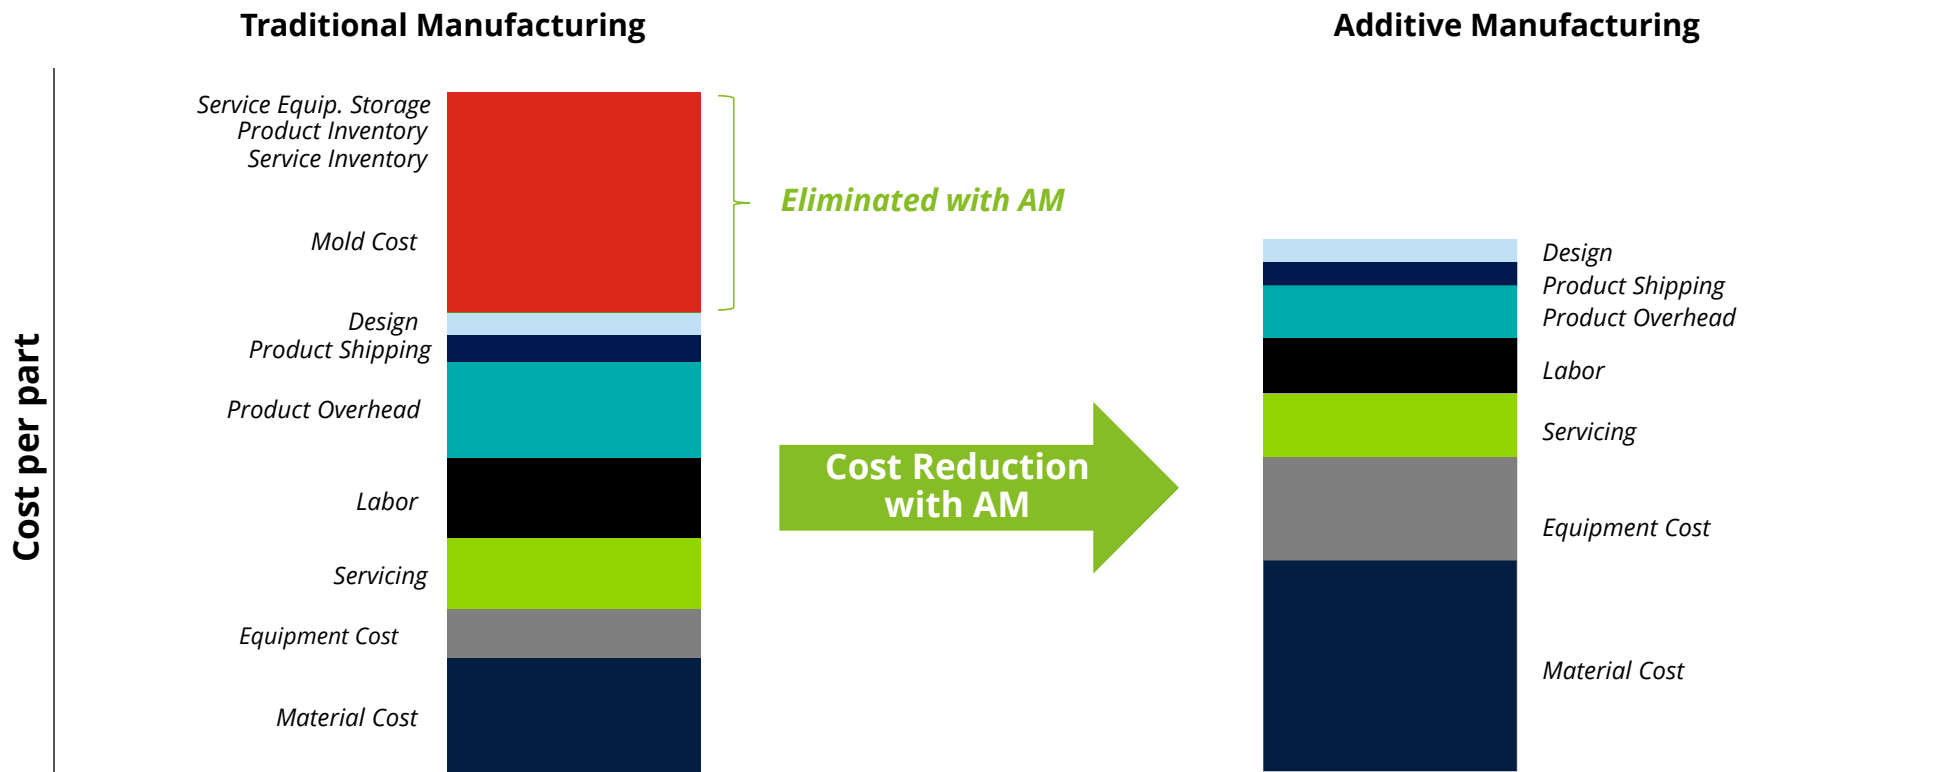 Traditional Manufacturing
Additive Manufacturing
Cost per part
Service Equip. Storage
Product Inventory
Service Inventory
Mold Cost
Design
Product Shipping
Product Overhead
Labor
Servicing
Equipment Cost
Material Cost
Eliminated with AM
Cost Reduction
with AM
Design
Product Shipping
Product Overhead
Labor
Servicing
Equipment Cost
Material Cost